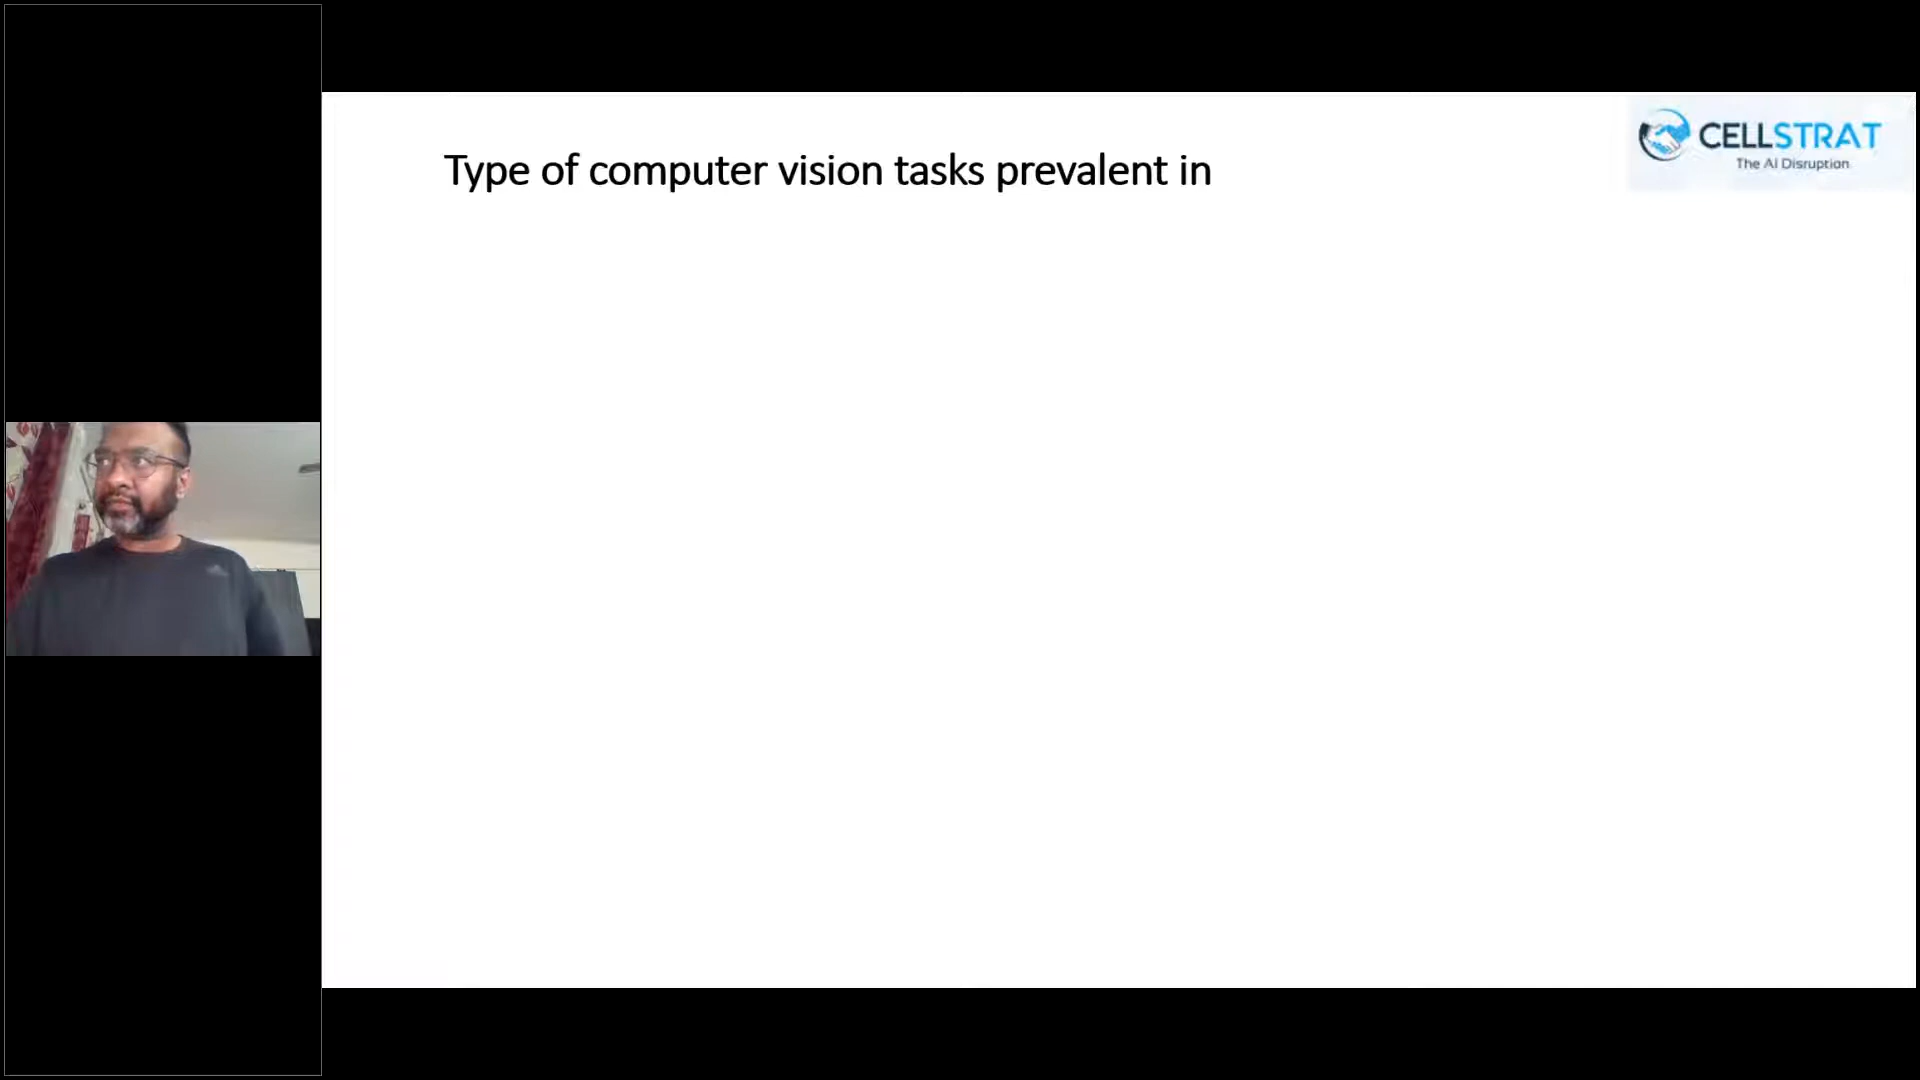 Type of computer vision tasks prevalent in
CELLSTRAT
The AI Disruption